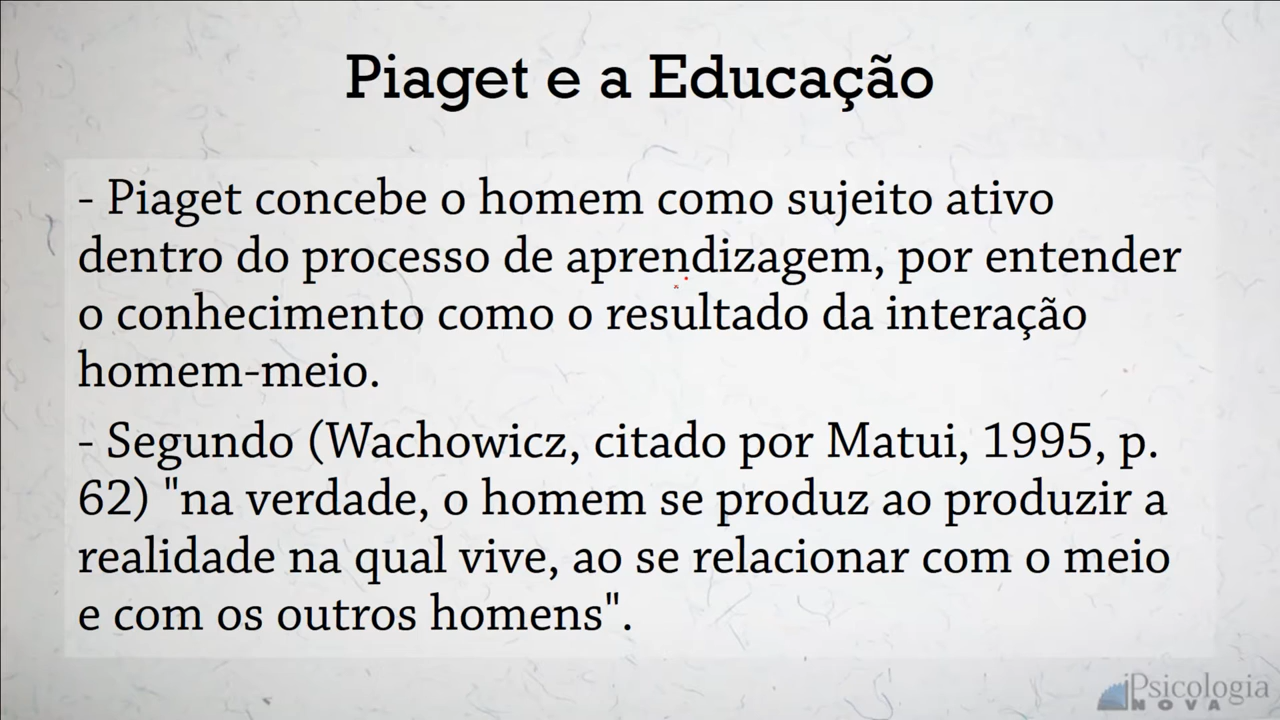 Piaget e a Educação
- Piaget concebe o homem como sujeito ativo
dentro do processo de aprendizagem, por entender
o conhecimento como o resultado da interação
homem-meio.
- Segundo (Wachowicz, citado por Matui, 1995, p.
62) "na verdade, o homem se produz ao produzir a
realidade na qual vive, ao se relacionar com o meio
e com os outros homens".
Psicologia
NOVA